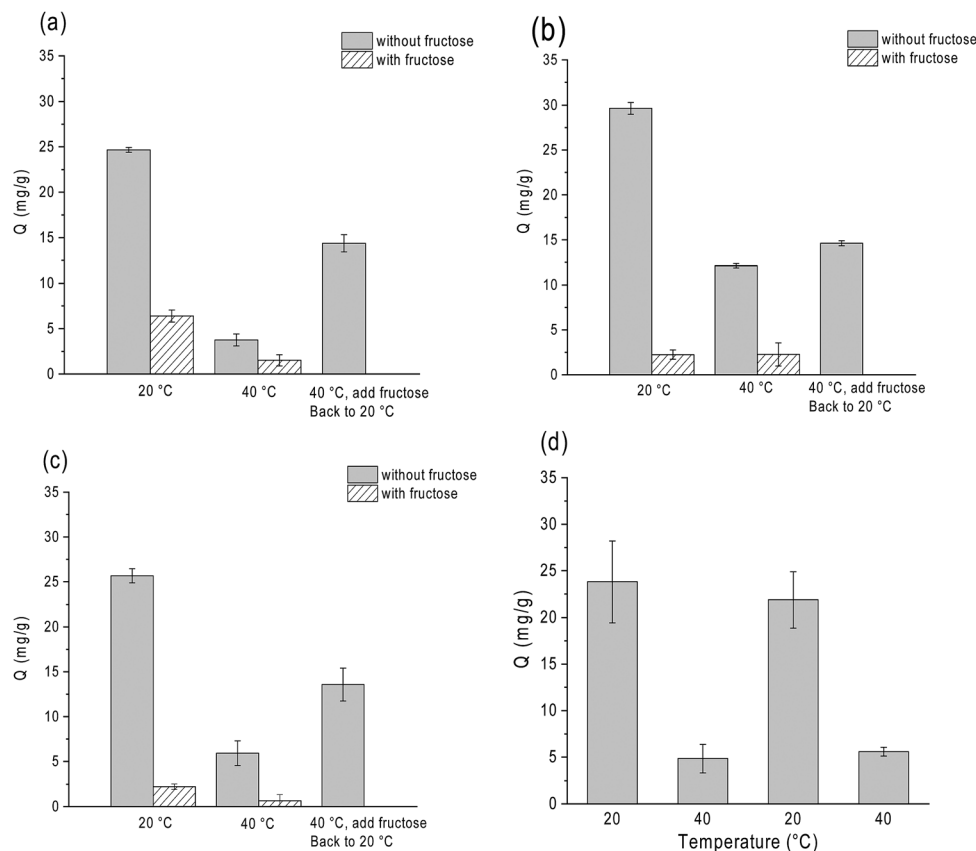 (a)
without fructose
with fructose
35
30
25
20
15
10
5
0
Q (mg/g)
20 °C
40 °C
40 °C, add fructose
Back to 20 °C
(b)
without fructose
with fructose
35
30
25
20
15
10
5
0
Q (mg/g)
20 °C
40 °C
40 °C, add fructose
Back to 20 °C
(c)
without fructose
with fructose
35
30
25
20
15
10
5
0
Q (mg/g)
20 °C
40 °C
40 °C, add fructose
Back to 20 °C
(d)
35
30
25
20
15
10
5
0
Q (mg/g)
20
40
20
40
Temperature (°C)